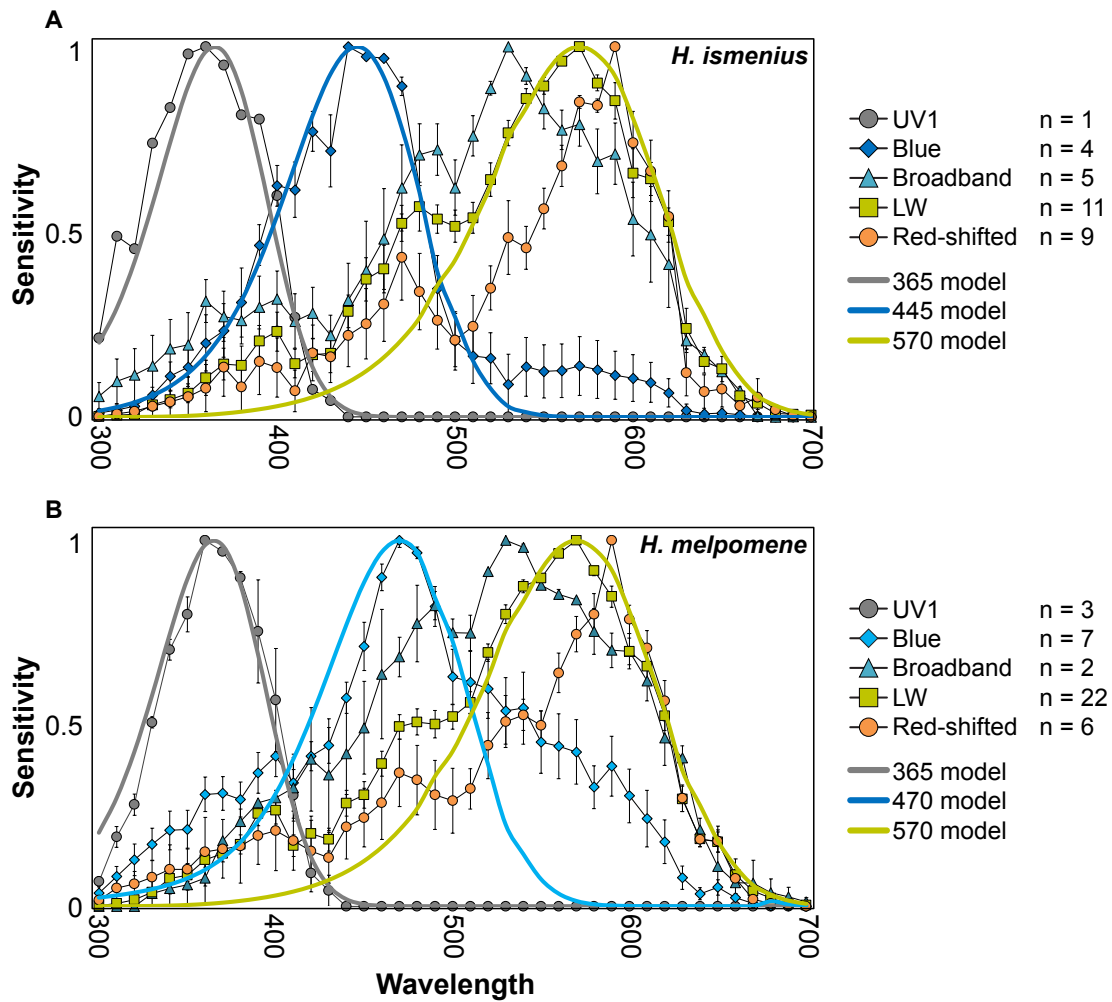 A
H. ismenius
1
0.5
0
Sensitivity
300
400
500
600
700
UV1 n = 1
Blue n = 4
Broadband n = 5
LW n = 11
Red-shifted n = 9
365 model
445 model
570 model
B
H. melpomene
1
0.5
0
Sensitivity
300
400
500
600
700
Wavelength
UV1 n = 3
Blue n = 7
Broadband n = 2
LW n = 22
Red-shifted n = 6
365 model
470 model
570 model